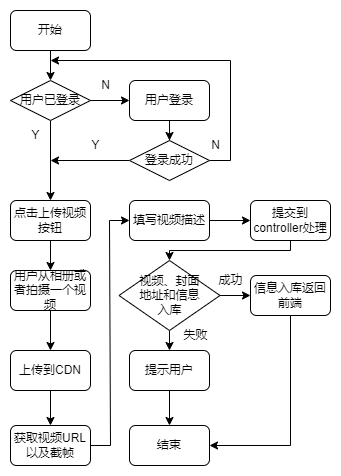 开始
用户已登录
N
用户登录
Y
Y
登录成功
N
点击上传视频
按钮
填写视频描述
提交到
controller处理
用户从相册或
者拍摄一个视
频
视频、封面
地址和信息
入库
成功
信息入库返回
前端
失败
上传到CDN
提示用户
获取视频URL
以及截帧
结束